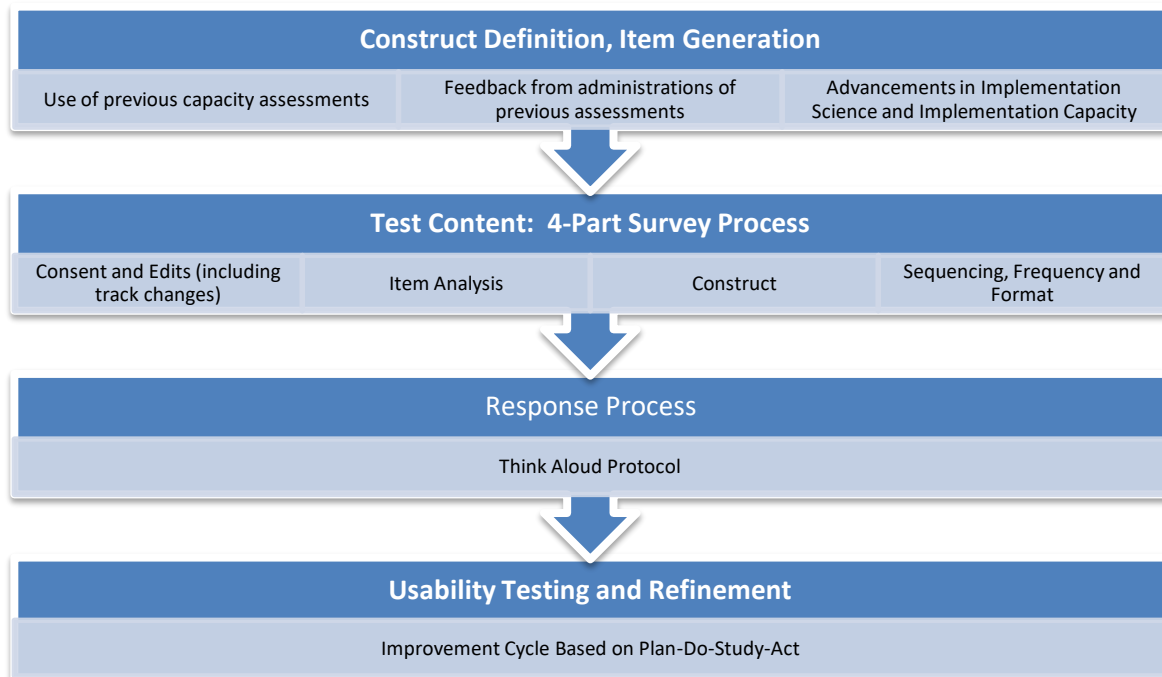 Construct Definition, Item Generation
Use of previous capacity assessments
Feedback from administrations of
previous assessments
Advancements in Implementation
Science and Implementation Capacity
Test Content:  4-Part Survey Process
Consent and Edits (including
track changes)
Item Analysis
Construct
Sequencing, Frequency and
Format
Response Process
Think Aloud Protocol
Usability Testing and Refinement
Improvement Cycle Based on Plan-Do-Study-Act